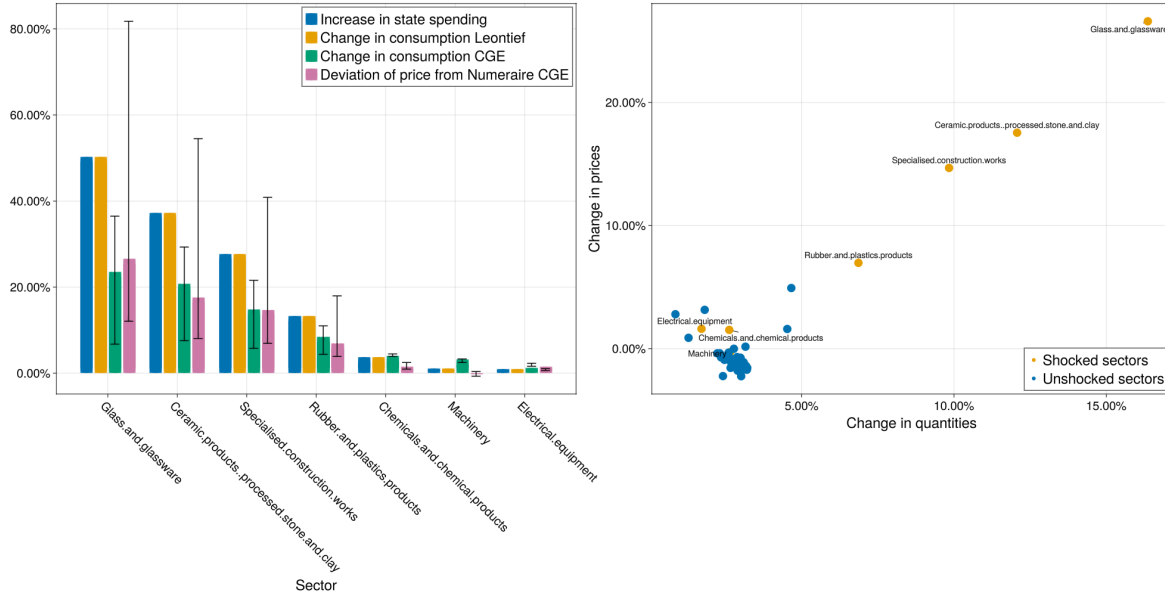 80.00%
60.00%
40.00%
20.00%
0.00%
Increase in state spending
Change in consumption Leontief
Change in consumption CGE
Deviation of price from Numeraire CGE
Glass.and.glassware
Ceramic.products..processed.stone.and.clay
Specialised.construction.works
Rubber.and.plastics.products
Chemicals.and.chemical.products
Machinery
Electrical.equipment
Sector
Change in prices
20.00%
10.00%
0.00%
Glass.and.glassware
Ceramic.products..processed.stone.and.clay
Specialised.construction.works
Rubber.and.plastics.products
Electrical.equipment
Chemicals.and.chemical.products
Machinery
Shocked sectors
Unshocked sectors
5.00%
10.00%
15.00%
Change in quantities